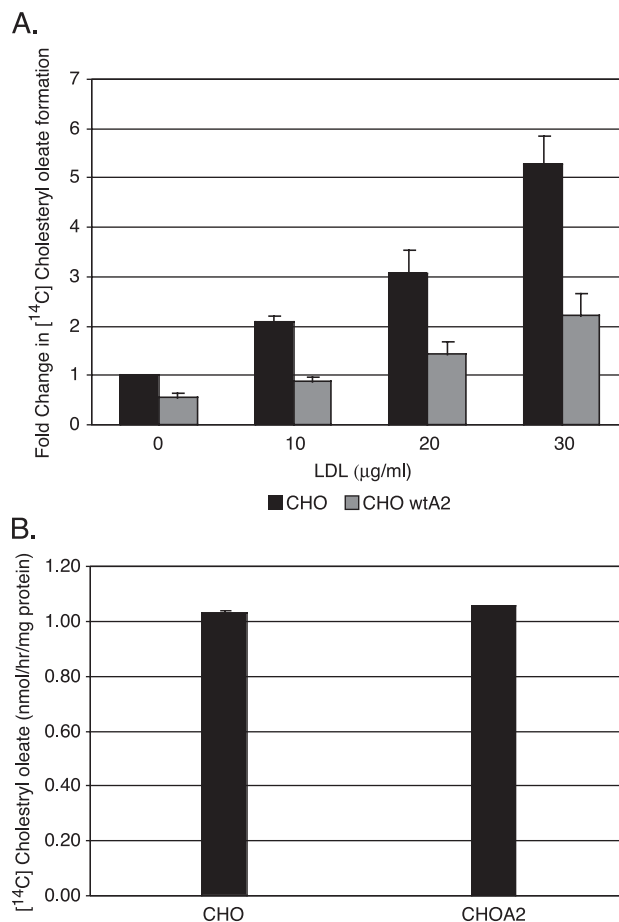 A.
Fold Change in [14C] Cholesteryl oleate formation
7
6
5
4
3
2
1
0
0 10 20 30
LDL (µg/ml)
CHO CHO wtA2
B.
[14C] Cholestryl oleate (nmol/hr/mg protein)
1.20
1.00
0.80
0.60
0.40
0.20
0.00
CHO CHOA2